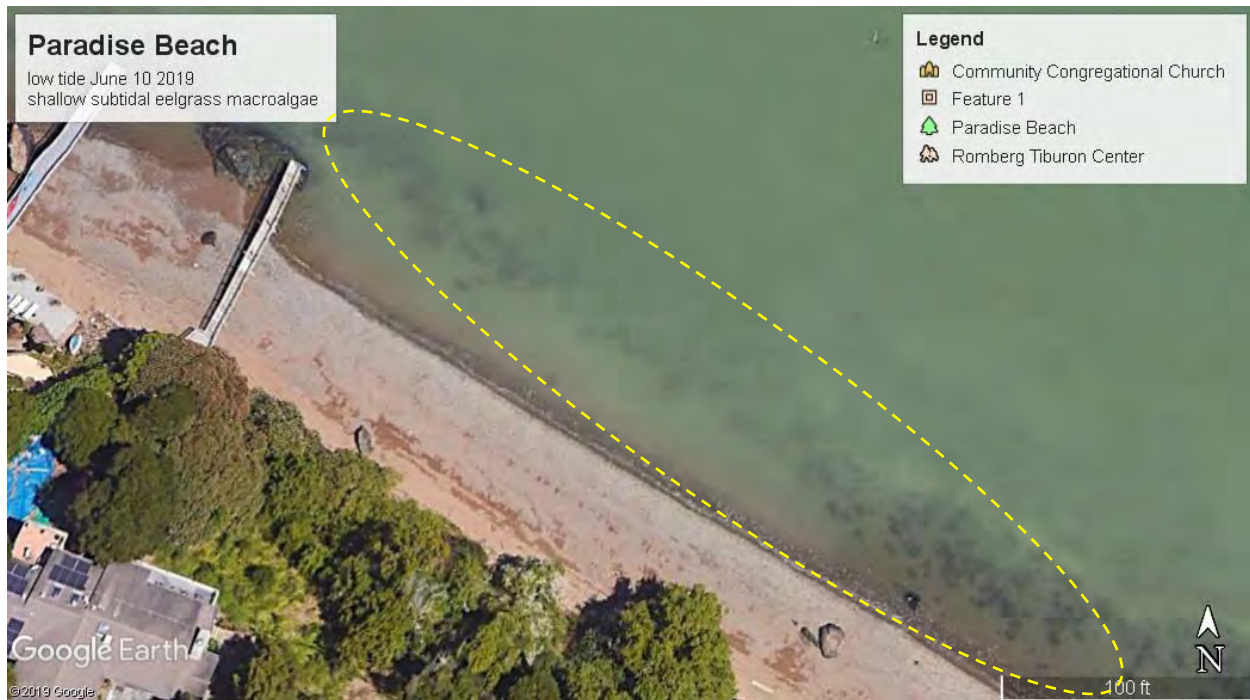 Paradise Beach
low tide June 10 2019
shallow subtidal eelgrass macroalgae
Legend
Community Congregational Church
Feature 1
Paradise Beach
Romberg Tiburon Center
N
Google Earth
©2019 Google
100 ft